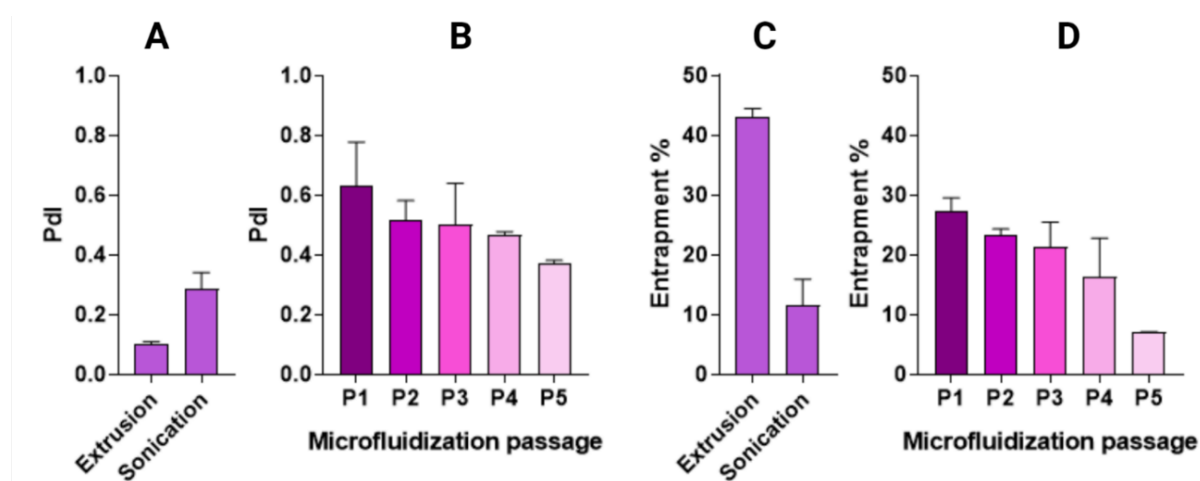 A
B
C
D
PdI
1.0
0.8
0.6
0.4
0.2
0.0
Extrusion
Sonication
PdI
1.0
0.8
0.6
0.4
0.2
0.0
P1 P2 P3 P4 P5
Microfluidization passage
Entrapment %
50
40
30
20
10
0
Extrusion
Sonication
Entrapment %
50
40
30
20
10
0
P1 P2 P3 P4 P5
Microfluidization passage